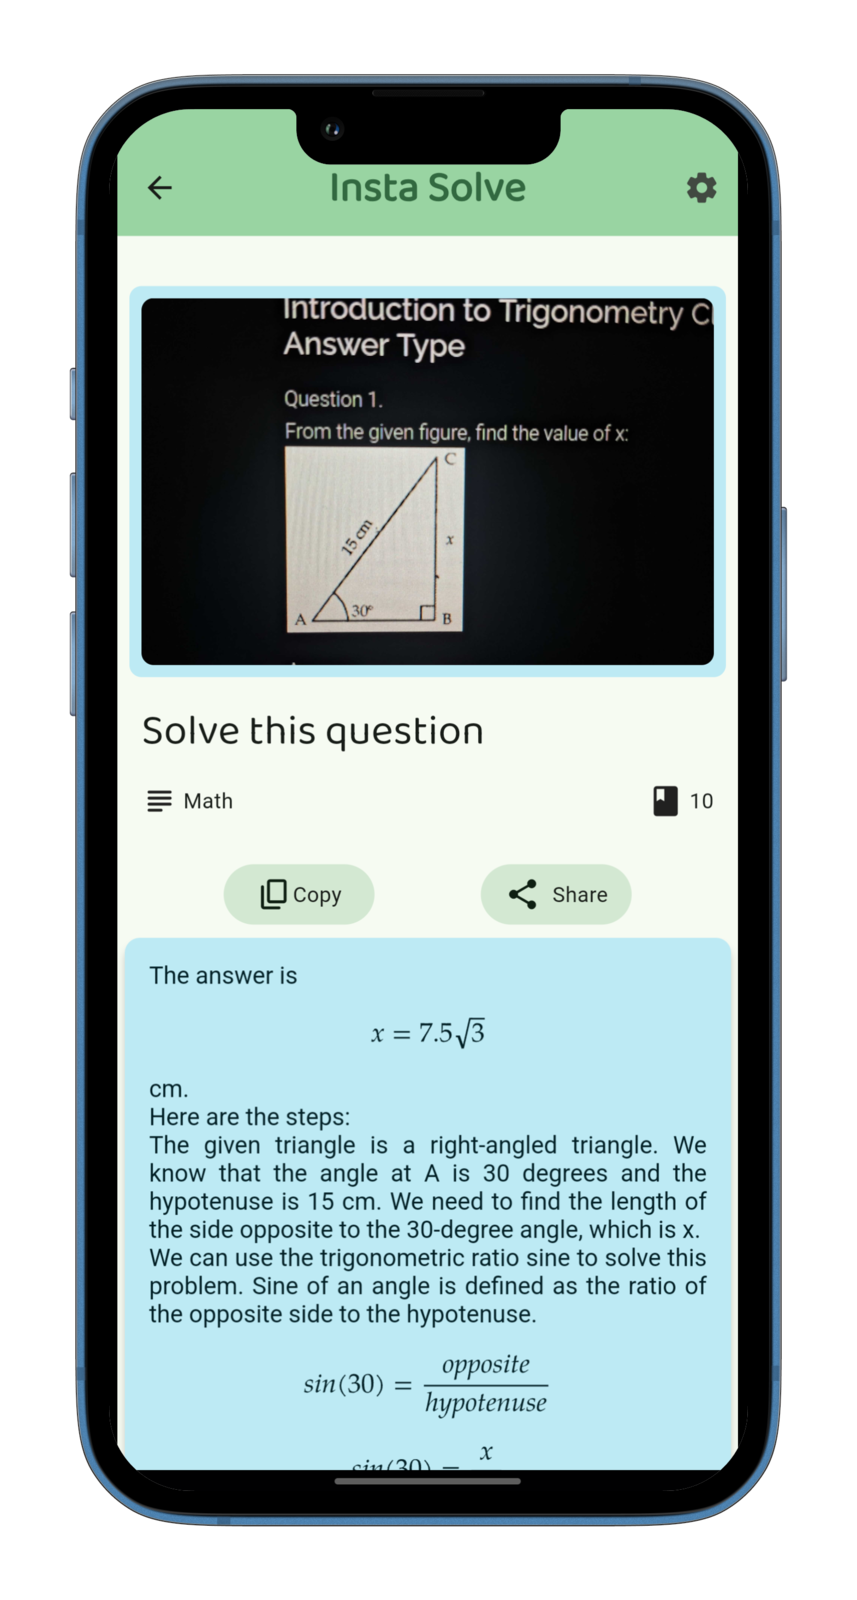 Insta Solve
Introduction to Trigonometry
Answer Type
Question 1.
From the given figure, find the value of x:
C
15 cm
x
30°
A
B
Solve this question
Math
10
Copy
Share
The answer is
x = 7.5√3
cm.
Here are the steps:
The given triangle is a right-angled triangle. We
know that the angle at A is 30 degrees and the
hypotenuse is 15 cm. We need to find the length of
the side opposite to the 30-degree angle, which is x.
We can use the trigonometric ratio sine to solve this
problem. Sine of an angle is defined as the ratio of
the opposite side to the hypotenuse.
sin(30) = opposite
hypotenuse
sin(30) = x